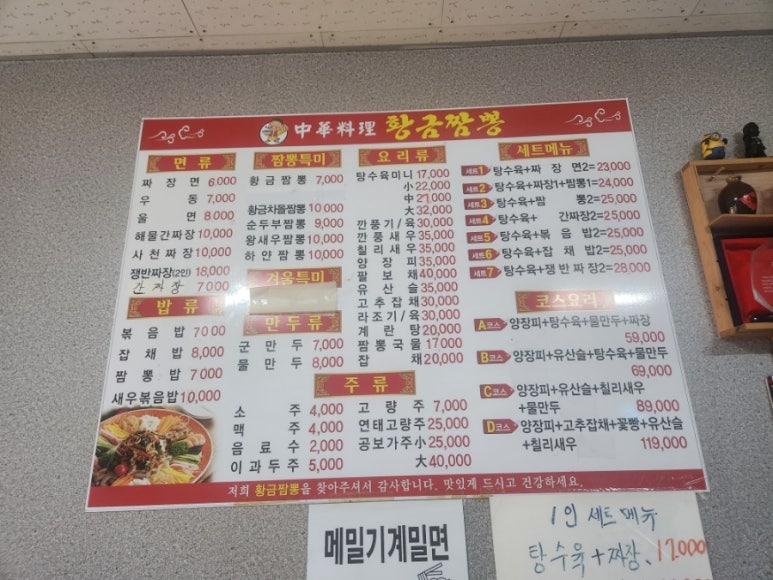 中華料理 황금짬뽕
면류
짜장면 6000
우동 7,000
울면 8,000
해물간짜장 10,000
사천짜장 10,000
쟁반짜장(2인) 18,000
간짜장 7000
밥류
볶음밥 7000
잡채밥 8,000
짬뽕밥 7000
새우볶음밥 10,000
짬뽕특미
황금짬뽕 7,000
황금차돌짬뽕 10000
순두부짬뽕 9,000
왕새우짬뽕 10,000
하얀짬뽕 10,000
겨울특미
만두류
군만두 7,000
물만두 8,000
요리류
탕수육미니 17,000
小 22,000
中 27,000
大 32,000
깐풍기/육 30,000
깐풍새우 35,000
칠리새우 35,000
양장피 35,000
팔보채 40,000
유산슬 35,000
고추잡채 30,000
라조기/육 30,000
계란탕 20,000
짬뽕국물 17000
잡채 20,000
주류
소주 4,000
맥주 4,000
음료수 2,000
이과두주 5,000
고량주 7,000
연태고량주 25,000
공보가주小 25,000
大 40,000
세트메뉴
세트1 탕수육+짜장면2=23,000
세트2 탕수육+짜장1+짬뽕1=24,000
세트3 탕수육+짬뽕2=25,000
세트4 탕수육+간짜장2=25,000
세트5 탕수육+볶음밥2=25,000
세트6 탕수육+잡채밥2=25,000
세트7 탕수육+쟁반짜장2=28,000
코스요리
A코스 양장피+탕수육+물만두+짜장
59,000
B코스 양장피+유산슬+탕수육+물만두
69,000
C코스 양장피+유산슬+칠리새우
+물만두 89,000
D코스 양장피+고추잡채+꽃빵+유산슬
+칠리새우 119,000
저희 황금짬뽕을 찾아주셔서 감사합니다. 맛있게 드시고 건강하세요.
메밀기계밀면
1인 세트메뉴
탕수육+짜장. 17.000